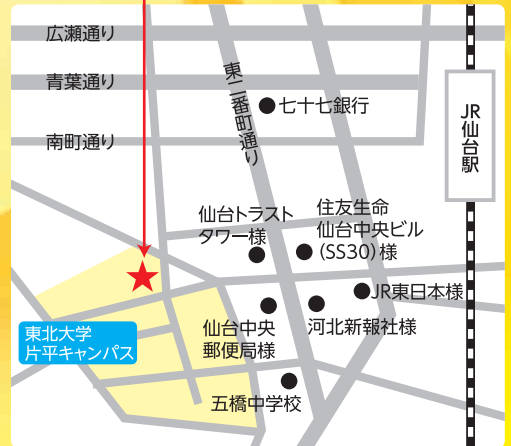 広瀬通り
青葉通り
南町通り
東二番町通り
七十七銀行
JR仙台駅
仙台トラスト
タワー様
住友生命
仙台中央ビル
（SS30）様
JR東日本様
河北新報社様
仙台中央
郵便局様
東北大学
片平キャンパス
五橋中学校